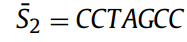 S̄₂ = CCTAGCC